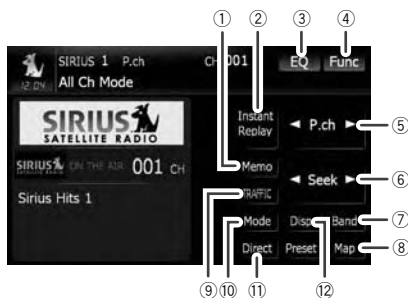 ① ② ③ ④
SIRIUS 1 P.ch CH 001 EQ Func
12:04 All Ch Mode
SIRIUS
SATELLITE RADIO
Instant Replay ◄ P.ch ► ⑤
SIRIUS ON THE AIR 001 CH Memo
◄ Seek ► ⑥
Sirius Hits 1 TRAFFIC
Mode Disp Band ⑦
Direct Preset Map ⑧
⑨ ⑩ ⑪ ⑫